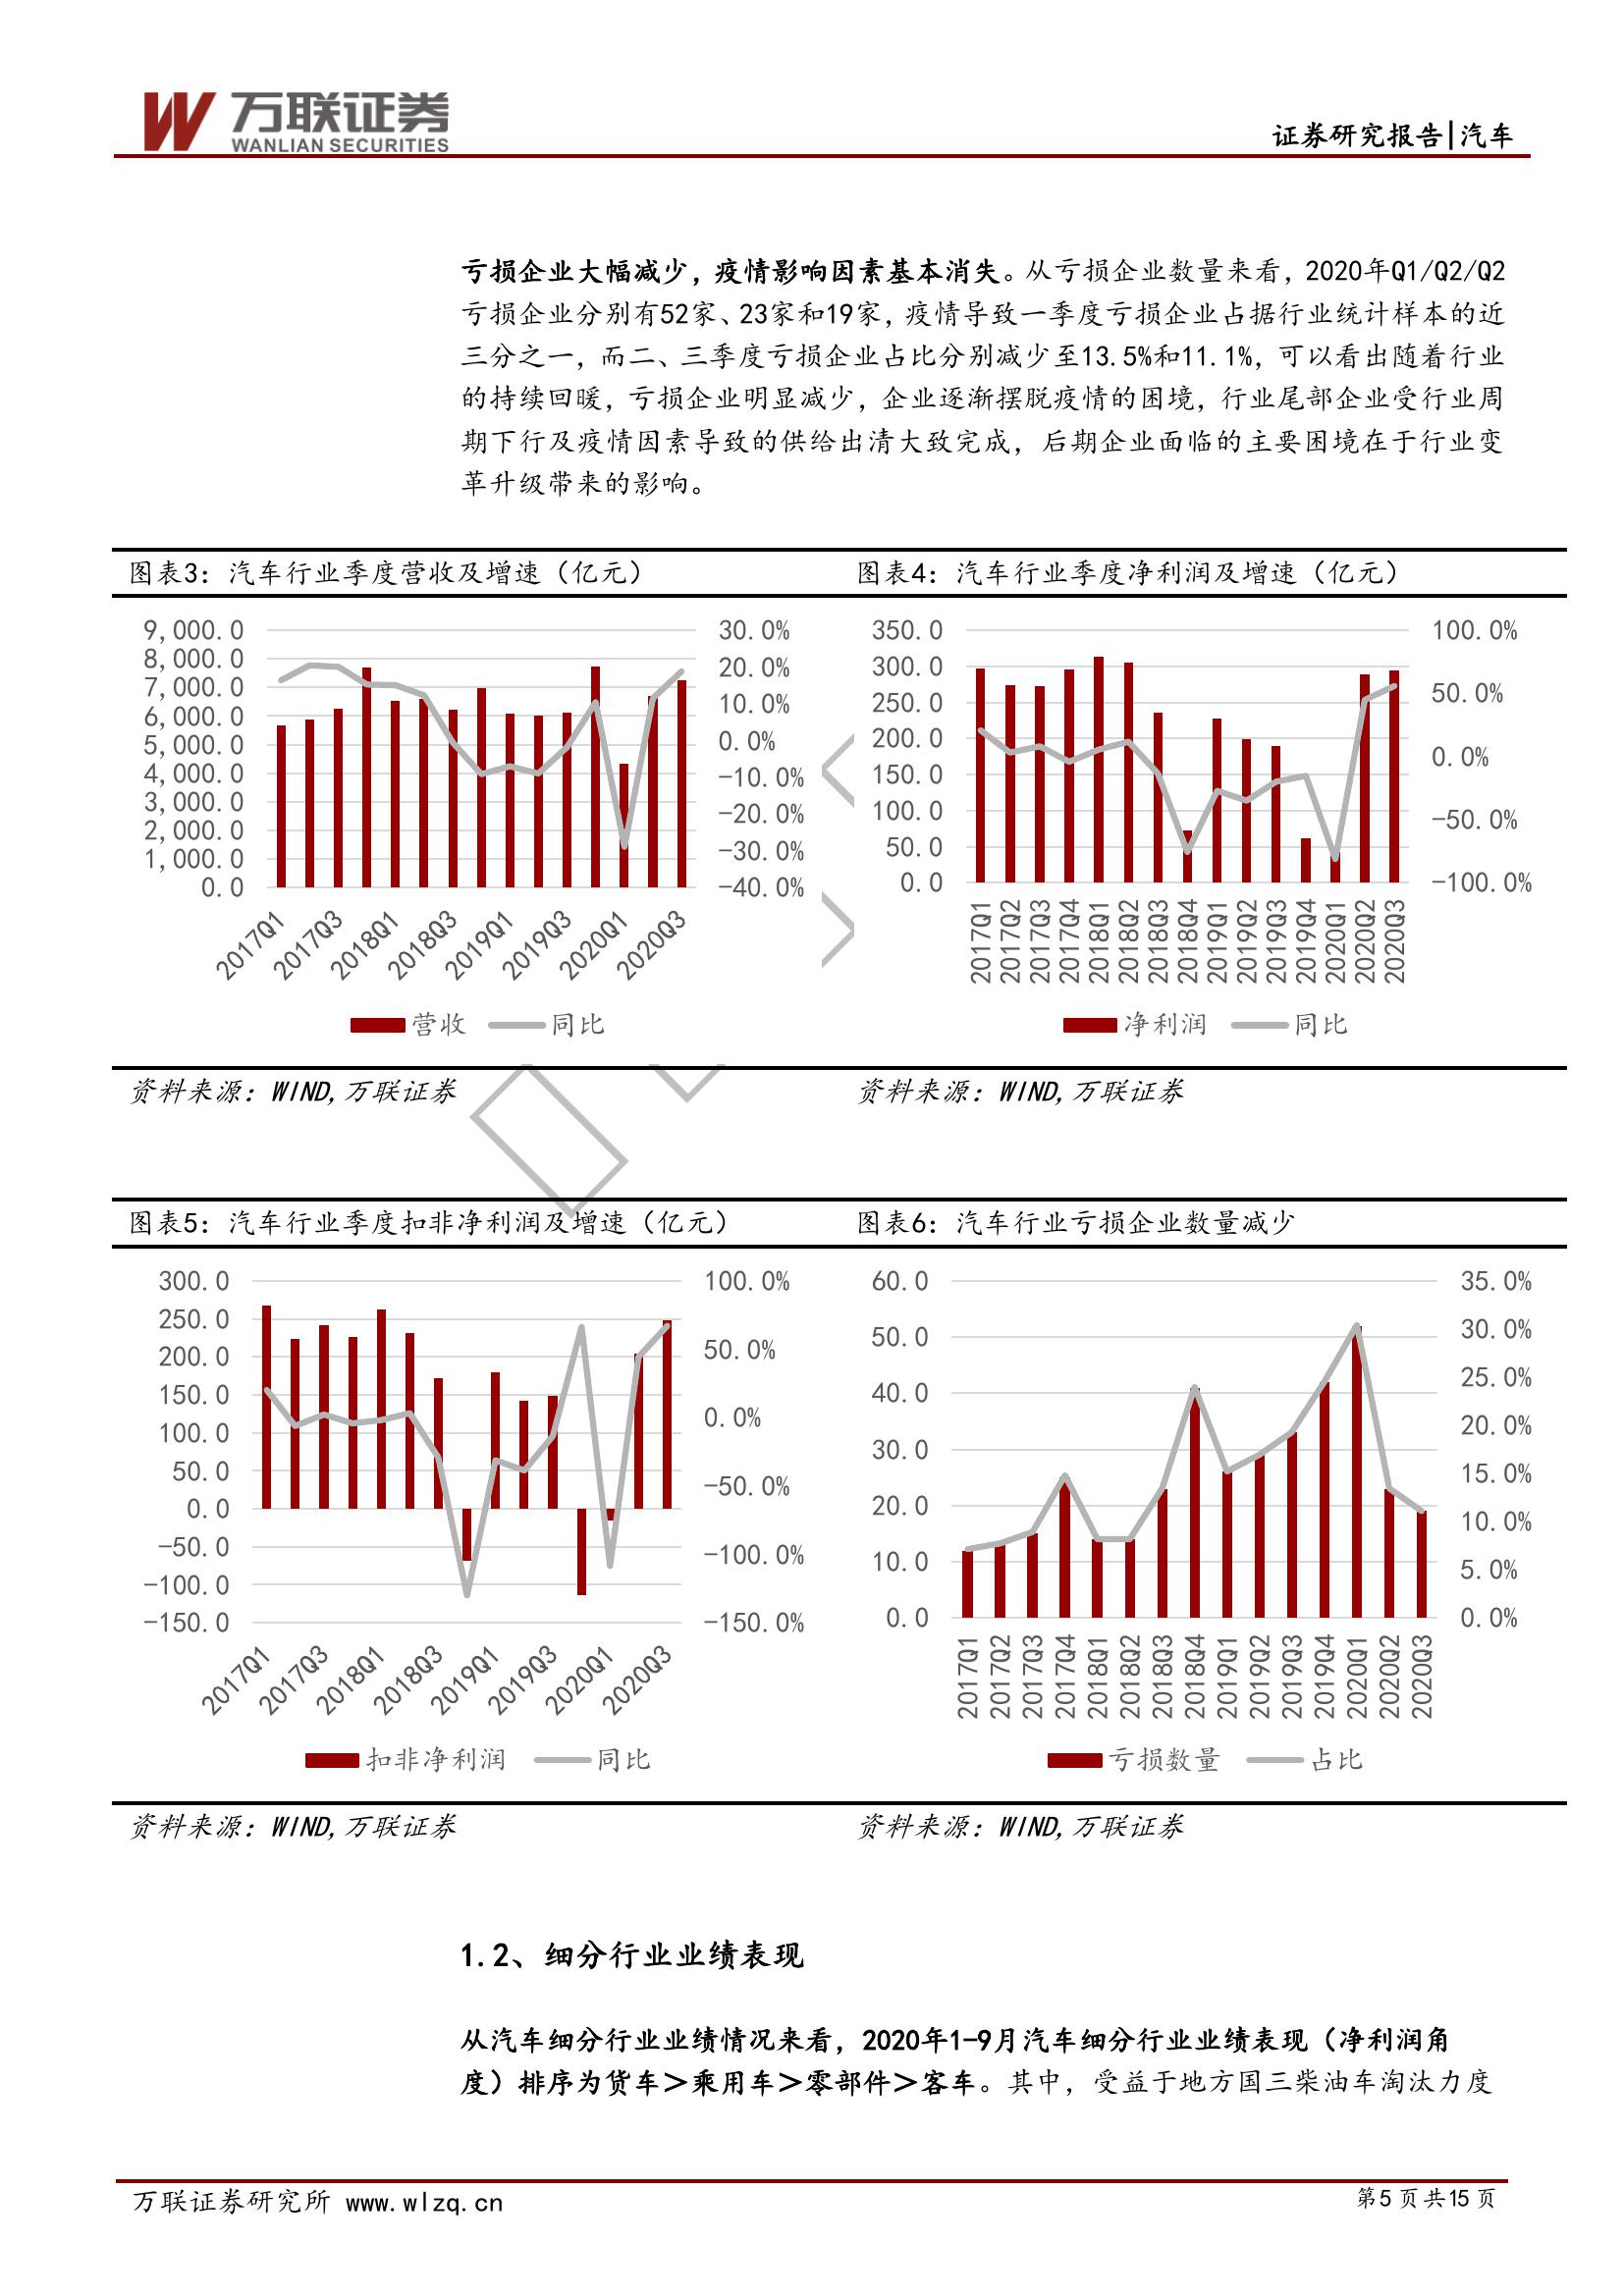 万联证券
WANLIAN SECURITIES
证券研究报告|汽车
亏损企业大幅减少，疫情影响因素基本消失。从亏损企业数量来看，2020年Q1/Q2/Q2
亏损企业分别有52家、23家和19家，疫情导致一季度亏损企业占据行业统计样本的近
三分之一，而二、三季度亏损企业占比分别减少至13.5%和11.1%，可以看出随着行业
的持续回暖，亏损企业明显减少，企业逐渐摆脱疫情的困境，行业尾部企业受行业周
期下行及疫情因素导致的供给出清大致完成，后期企业面临的主要困境在于行业变
革升级带来的影响。
图表3：汽车行业季度营收及增速（亿元）
9,000.0
8,000.0
7,000.0
6,000.0
5,000.0
4,000.0
3,000.0
2,000.0
1,000.0
0.0
30.0%
20.0%
10.0%
0.0%
-10.0%
-20.0%
-30.0%
-40.0%
2017Q1
2017Q3
2018Q1
2018Q3
2019Q1
2019Q3
2020Q1
2020Q3
营收 同比
资料来源：WIND,万联证券
图表4：汽车行业季度净利润及增速（亿元）
350.0
300.0
250.0
200.0
150.0
100.0
50.0
0.0
100.0%
50.0%
0.0%
-50.0%
-100.0%
2017Q1
2017Q2
2017Q3
2017Q4
2018Q1
2018Q2
2018Q3
2018Q4
2019Q1
2019Q2
2019Q3
2019Q4
2020Q1
2020Q2
2020Q3
净利润 同比
资料来源：WIND,万联证券
图表5：汽车行业季度扣非净利润及增速（亿元）
300.0
250.0
200.0
150.0
100.0
50.0
0.0
-50.0
-100.0
-150.0
100.0%
50.0%
0.0%
-50.0%
-100.0%
-150.0%
2017Q1
2017Q3
2018Q1
2018Q3
2019Q1
2019Q3
2020Q1
2020Q3
扣非净利润 同比
资料来源：WIND,万联证券
图表6：汽车行业亏损企业数量减少
60.0
50.0
40.0
30.0
20.0
10.0
0.0
35.0%
30.0%
25.0%
20.0%
15.0%
10.0%
5.0%
0.0%
2017Q1
2017Q2
2017Q3
2017Q4
2018Q1
2018Q2
2018Q3
2018Q4
2019Q1
2019Q2
2019Q3
2019Q4
2020Q1
2020Q2
2020Q3
亏损数量 占比
资料来源：WIND,万联证券
1.2、细分行业业绩表现
从汽车细分行业业绩情况来看，2020年1-9月汽车细分行业业绩表现（净利润角
度）排序为货车＞乘用车＞零部件＞客车。其中，受益于地方国三柴油车淘汰力度
万联证券研究所 www.wlzq.cn
第5页共15页